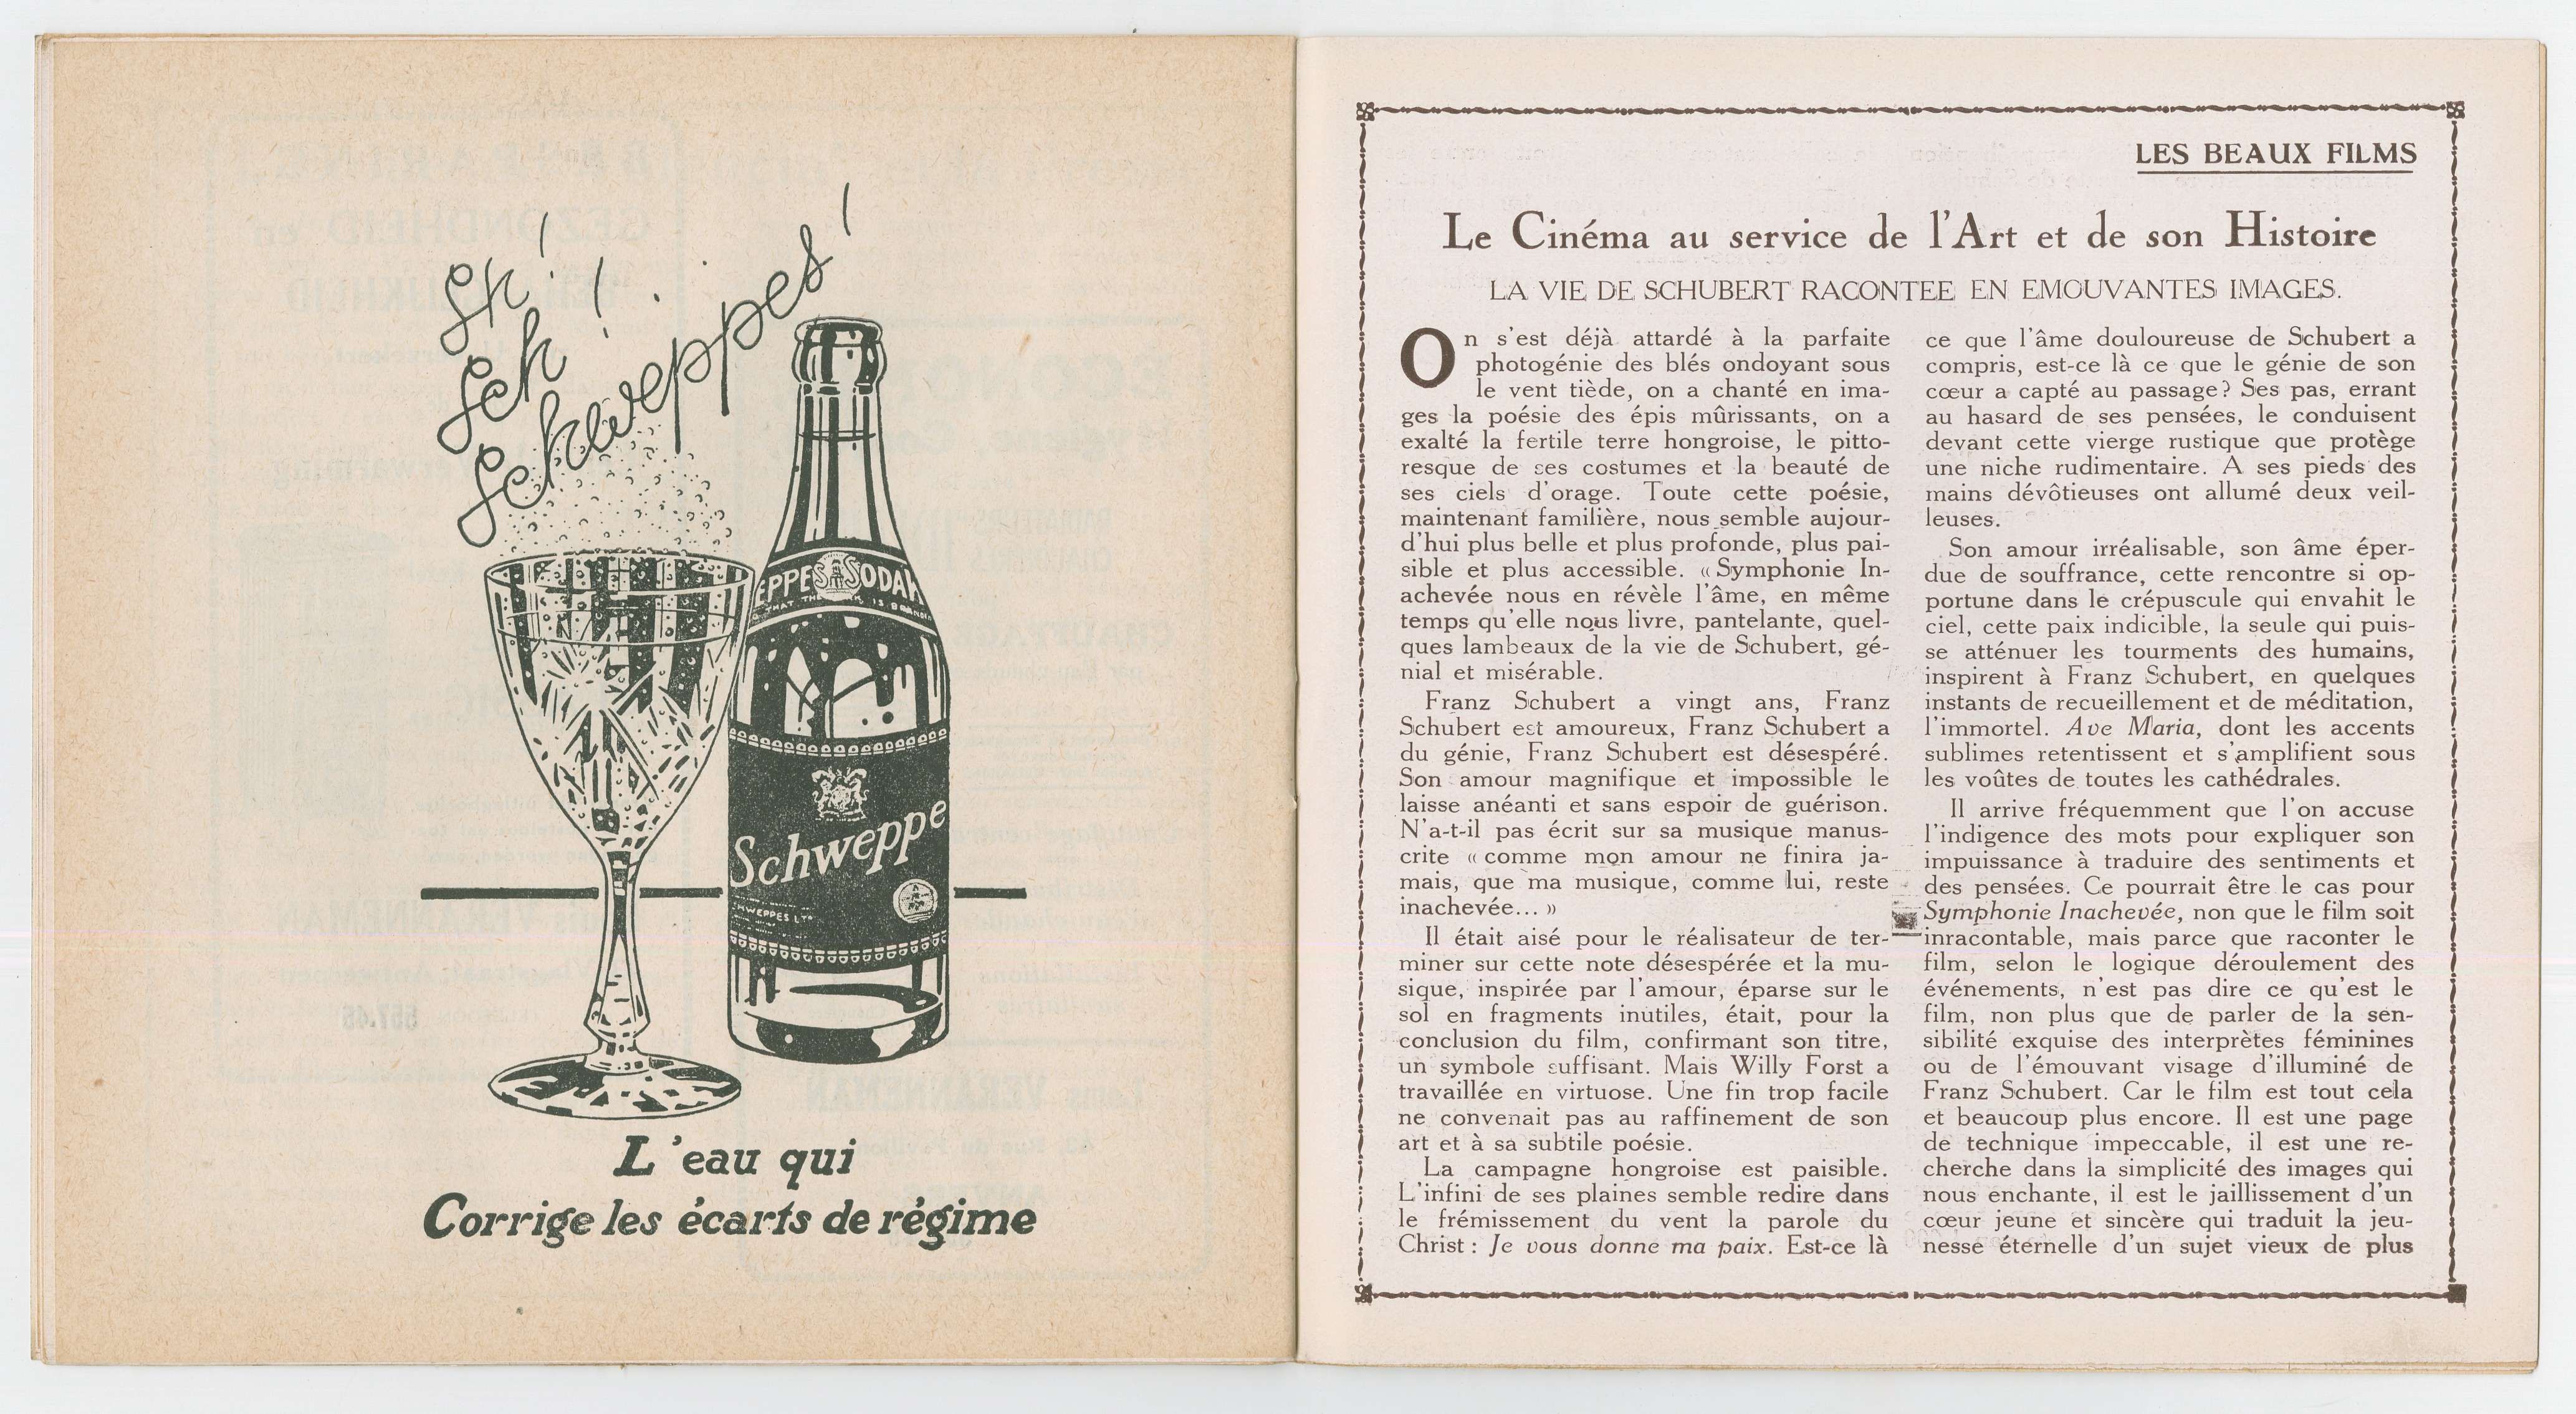 Sh!
Sch!
Schweppes!
EPPES SODA
THAT THE
IS BRAND
Schweppe
SCHWEPPES LTD
L'eau qui
Corrige les écarts de régime
LES BEAUX FILMS
Le Cinéma au service de l'Art et de son Histoire
LA VIE DE SCHUBERT RACONTEE EN EMOUVANTES IMAGES.
On s'est déjà attardé à la parfaite
photogénie des blés ondoyant sous
le vent tiède, on a chanté en ima-
ges la poésie des épis mûrissants, on a
exalté la fertile terre hongroise, le pitto-
resque de ses costumes et la beauté de
ses ciels d'orage. Toute cette poésie,
maintenant familière, nous semble aujour-
d'hui plus belle et plus profonde, plus pai-
sible et plus accessible. « Symphonie In-
achevée nous en révèle l'âme, en même
temps qu'elle nous livre, pantelante, quel-
ques lambeaux de la vie de Schubert, gé-
nial et misérable.
Franz Schubert a vingt ans, Franz
Schubert est amoureux, Franz Schubert a
du génie, Franz Schubert est désespéré.
Son amour magnifique et impossible le
laisse anéanti et sans espoir de guérison.
N'a-t-il pas écrit sur sa musique manus-
crite « comme mon amour ne finira ja-
mais, que ma musique, comme lui, reste
inachevée... »
Il était aisé pour le réalisateur de ter-
miner sur cette note désespérée et la mu-
sique, inspirée par l'amour, éparse sur le
sol en fragments inutiles, était, pour la
conclusion du film, confirmant son titre,
un symbole suffisant. Mais Willy Forst a
travaillée en virtuose. Une fin trop facile
ne convenait pas au raffinement de son
art et à sa subtile poésie.
La campagne hongroise est paisible.
L'infini de ses plaines semble redire dans
le frémissement du vent la parole du
Christ : Je vous donne ma paix. Est-ce là
ce que l'âme douloureuse de Schubert a
compris, est-ce là ce que le génie de son
cœur a capté au passage? Ses pas, errant
au hasard de ses pensées, le conduisent
devant cette vierge rustique que protège
une niche rudimentaire. A ses pieds des
mains dévôtieuses ont allumé deux veil-
leuses.
Son amour irréalisable, son âme éper-
due de souffrance, cette rencontre si op-
portune dans le crépuscule qui envahit le
ciel, cette paix indicible, la seule qui puis-
se atténuer les tourments des humains,
inspirent à Franz Schubert, en quelques
instants de recueillement et de méditation,
l'immortel. Ave Maria, dont les accents
sublimes retentissent et s'amplifient sous
les voûtes de toutes les cathédrales.
Il arrive fréquemment que l'on accuse
l'indigence des mots pour expliquer son
impuissance à traduire des sentiments et
des pensées. Ce pourrait être le cas pour
Symphonie Inachevée, non que le film soit
inracontable, mais parce que raconter le
film, selon le logique déroulement des
événements, n'est pas dire ce qu'est le
film, non plus que de parler de la sen-
sibilité exquise des interprètes féminines
ou de l'émouvant visage d'illuminé de
Franz Schubert. Car le film est tout cela
et beaucoup plus encore. Il est une page
de technique impeccable, il est une re-
cherche dans la simplicité des images qui
nous enchante, il est le jaillissement d'un
cœur jeune et sincère qui traduit la jeu-
nesse éternelle d'un sujet vieux de plus